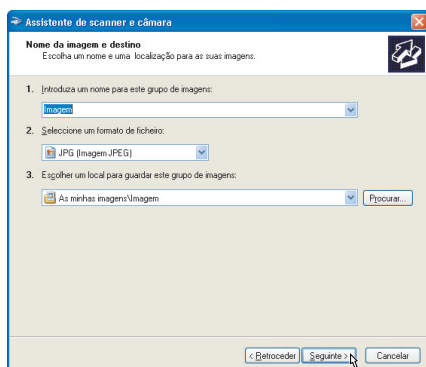 Assistente de scanner e câmara
Nome da imagem e destino
Escolha um nome e uma localização para as suas imagens.
1. Introduza um nome para este grupo de imagens:
Imagem
2. Seleccione um formato de ficheiro:
JPG (Imagem JPEG)
3. Escolher um local para guardar este grupo de imagens:
As minhas imagens\Imagem
Procurar...
< Retroceder Seguinte > Cancelar